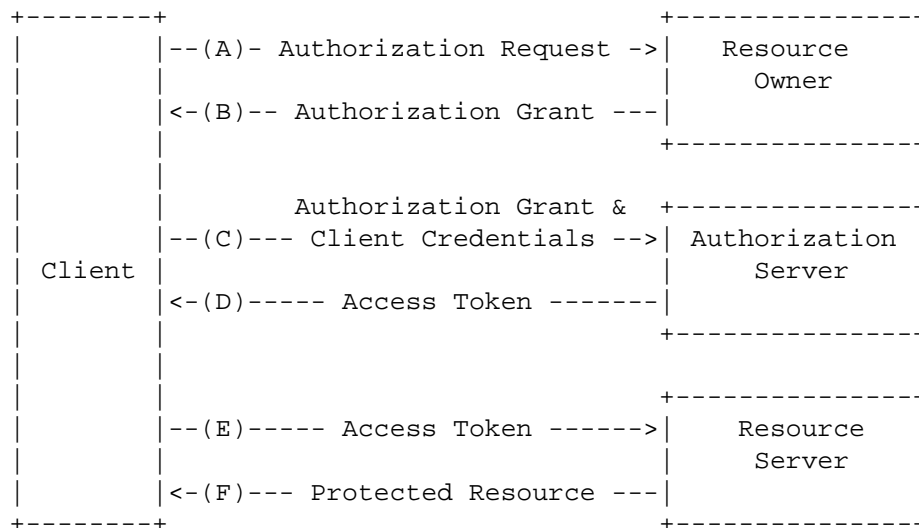 --(A)- Authorization Request -> Resource
Owner
<-(B)-- Authorization Grant ---
Authorization Grant &
--(C)--- Client Credentials --> Authorization
Client Server
<-(D)----- Access Token -------
--(E)----- Access Token ------> Resource
Server
<-(F)--- Protected Resource ---